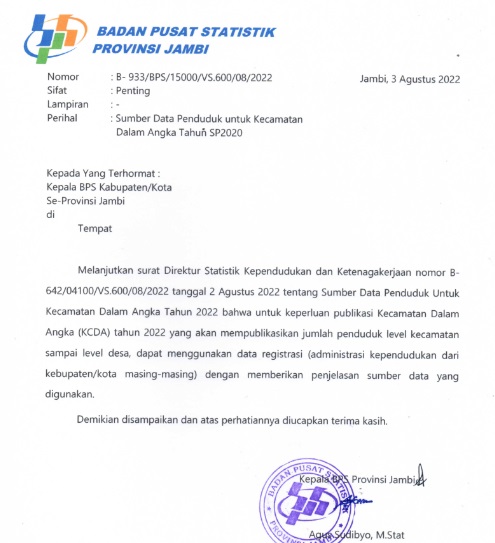 BADAN PUSAT STATISTIK
PROVINSI JAMBI
Nomor : B- 933/BPS/15000/VS.600/08/2022 Jambi, 3 Agustus 2022
Sifat : Penting
Lampiran : -
Perihal : Sumber Data Penduduk untuk Kecamatan
Dalam Angka Tahun SP2020
Kepada Yang Terhormat :
Kepala BPS Kabupaten/Kota
Se-Provinsi Jambi
di
Tempat
Melanjutkan surat Direktur Statistik Kependudukan dan Ketenagakerjaan nomor B-
642/04100/VS.600/08/2022 tanggal 2 Agustus 2022 tentang Sumber Data Penduduk Untuk
Kecamatan Dalam Angka Tahun 2022 bahwa untuk keperluan publikasi Kecamatan Dalam
Angka (KCDA) tahun 2022 yang akan mempublikasikan jumlah penduduk level kecamatan
sampai level desa, dapat menggunakan data registrasi (administrasi kependudukan dari
kebupaten/kota masing-masing) dengan memberikan penjelasan sumber data yang
digunakan.
Demikian disampaikan dan atas perhatiannya diucapkan terima kasih.
Kepala BPS Provinsi Jambi
BADAN PUSAT STATISTIK
PROVINSI JAMBI
Agus Sudibyo, M.Stat